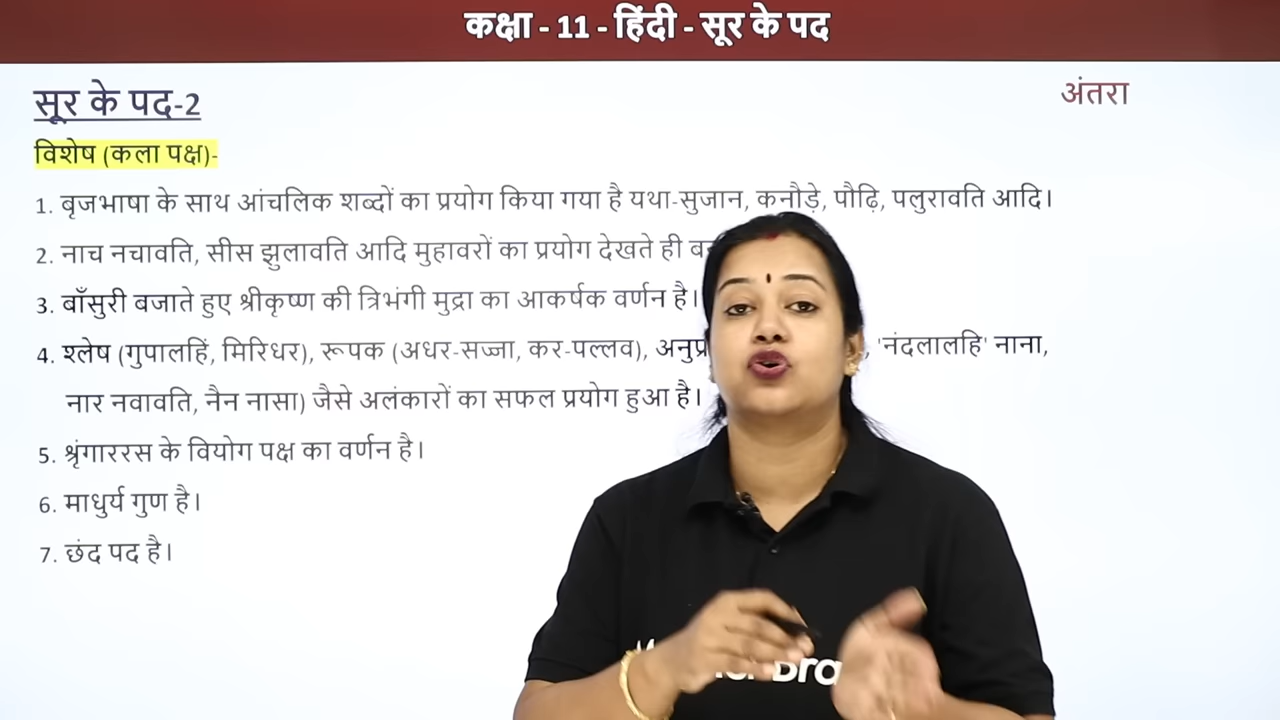 कक्षा - 11 - हिंदी - सूर के पद
सूर के पद-2
अंतरा
विशेष (कला पक्ष)-
1. बृजभाषा के साथ आंचलिक शब्दों का प्रयोग किया गया है यथा-सुजान, कनौड़े, पौढ़ि, पलुरावति आदि।
2. नाच नचावति, सीस झुलावति आदि मुहावरों का प्रयोग देखते ही
3. बाँसुरी बजाते हुए श्रीकृष्ण की त्रिभंगी मुद्रा का आकर्षक वर्णन है।
4. श्लेष (गुपालहिं, मिरिधर), रूपक (अधर-सज्जा, कर-पल्लव), 'नंदलालहि' नाना,
नार नवावति, नैन नासा) जैसे अलंकारों का सफल प्रयोग हुआ है।
5. श्रृंगाररस के वियोग पक्ष का वर्णन है।
6. माधुर्य गुण है।
7. छंद पद है।